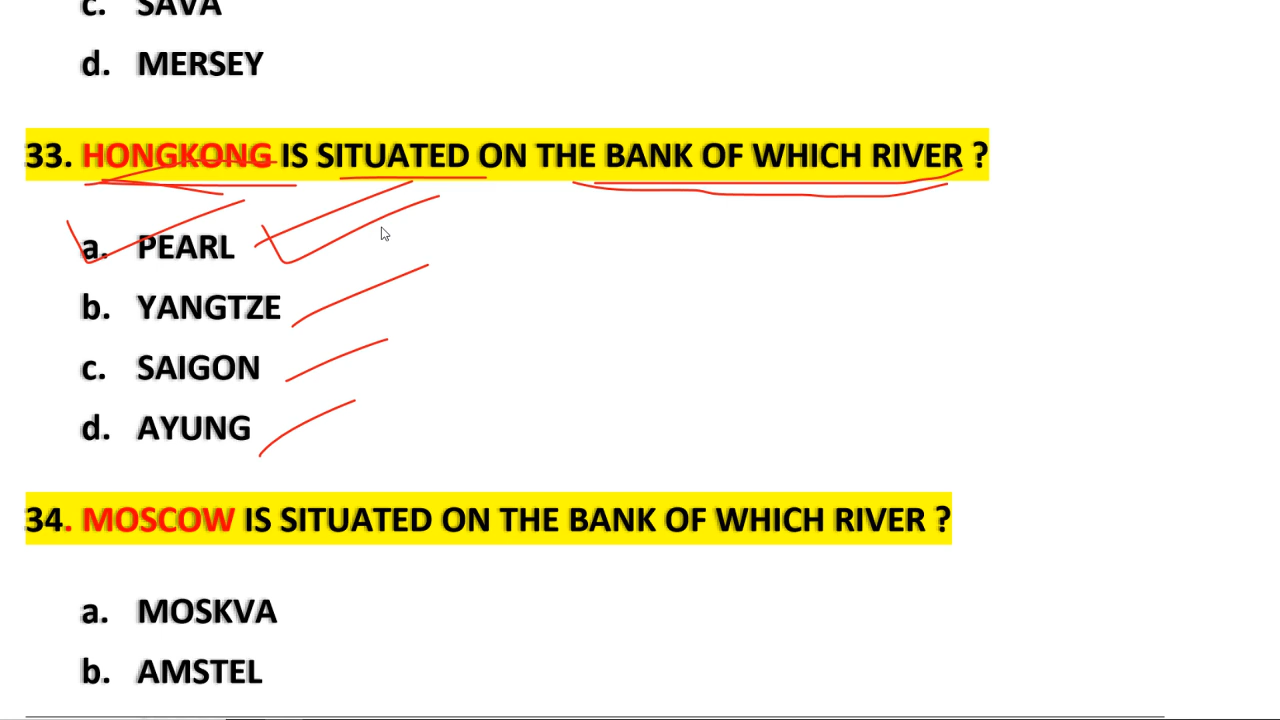 c. SAVA
d. MERSEY
33. HONGKONG IS SITUATED ON THE BANK OF WHICH RIVER ?
a. PEARL
b. YANGTZE
c. SAIGON
d. AYUNG
34. MOSCOW IS SITUATED ON THE BANK OF WHICH RIVER ?
a. MOSKVA
b. AMSTEL